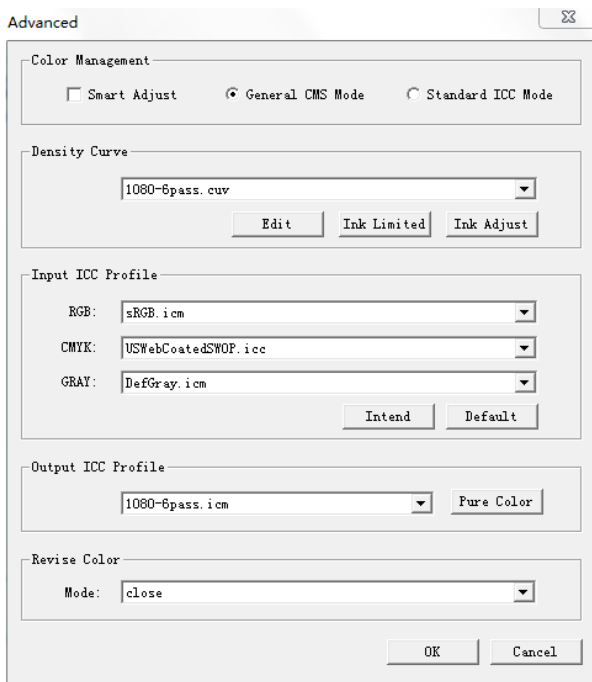 Advanced
Color Management
Smart Adjust General CMS Mode Standard ICC Mode
Density Curve
1080-6pass.cuv
Edit Ink Limited Ink Adjust
Input ICC Profile
RGB: sRGB.icm
CMYK: USWebCoatedSWOP.icc
GRAY: DefGray.icm
Intend Default
Output ICC Profile
1080-6pass.icm Pure Color
Revise Color
Mode: close
OK Cancel